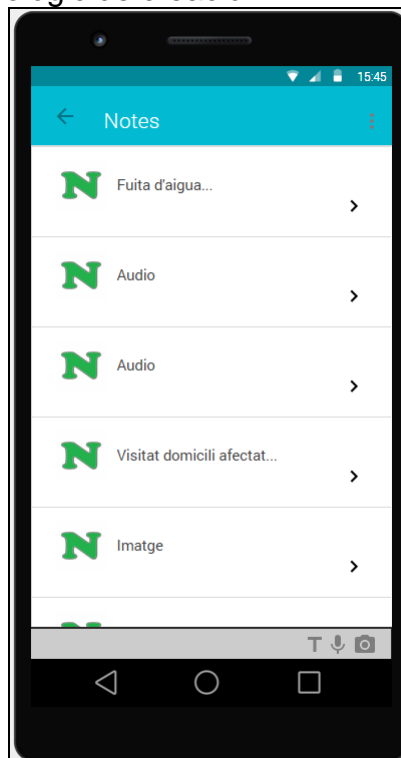 15:45
Notes
N Fuita d'aigua...
N Audio
N Audio
N Visitat domicili afectat...
N Imatge
T